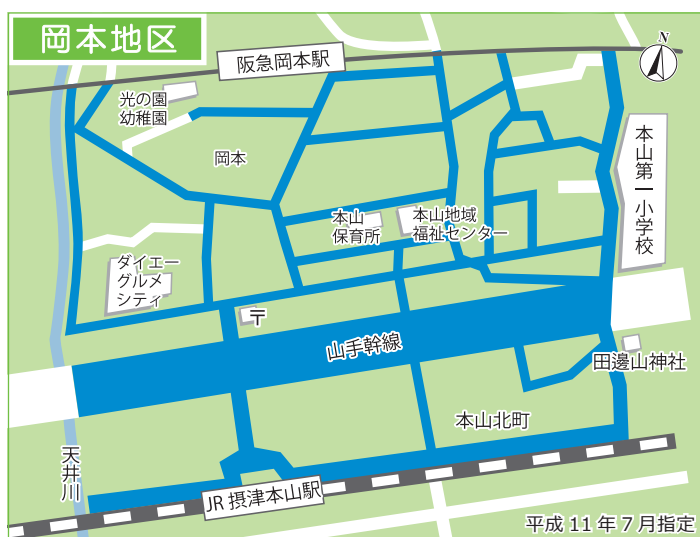 岡本地区
阪急岡本駅
N
光の園
幼稚園
岡本
本山第一小学校
本山
保育所
本山地域
福祉センター
ダイエー
グルメ
シティ
〒
山手幹線
田邊山神社
本山北町
天井川
JR 摂津本山駅
平成 11 年 7 月指定